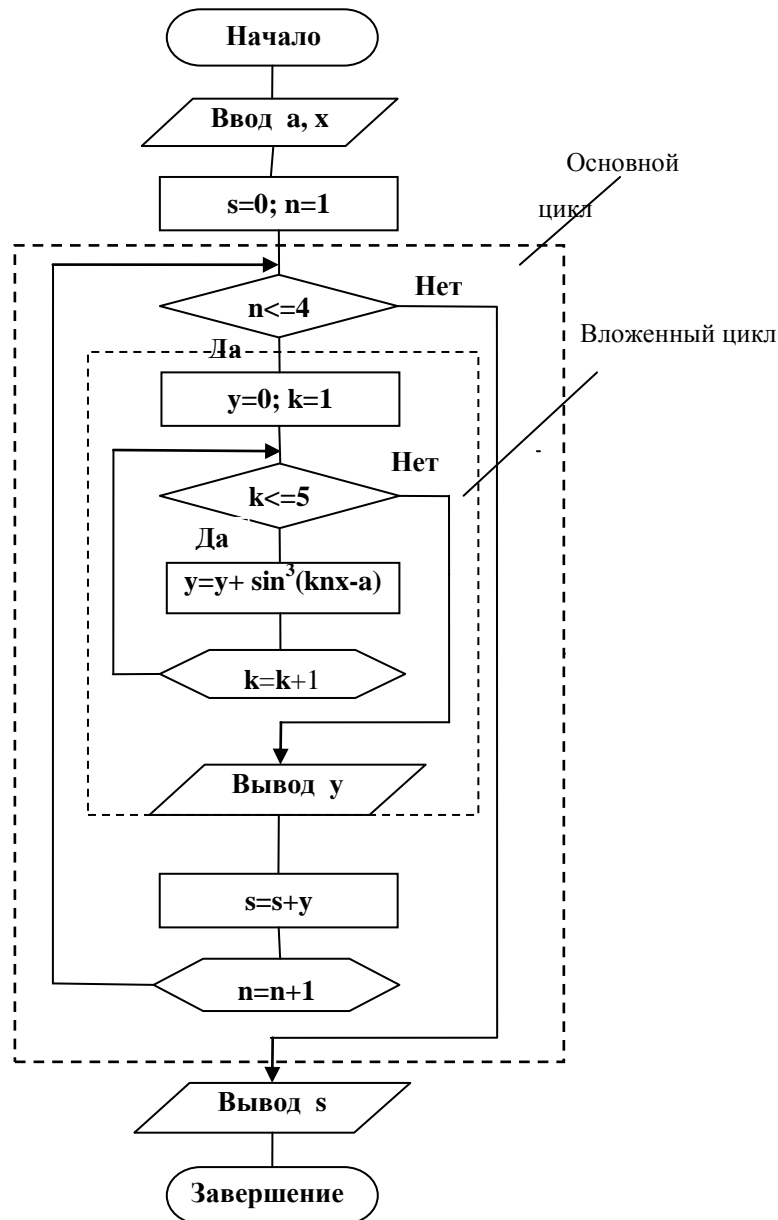 Начало
Ввод a, x
Основной
цикл
s=0; n=1
n<=4
Нет
Да
Вложенный цикл
y=0; k=1
Нет
k<=5
Да
y=y+ sin³(knx-a)
k=k+1
Вывод y
s=s+y
n=n+1
Вывод s
Завершение